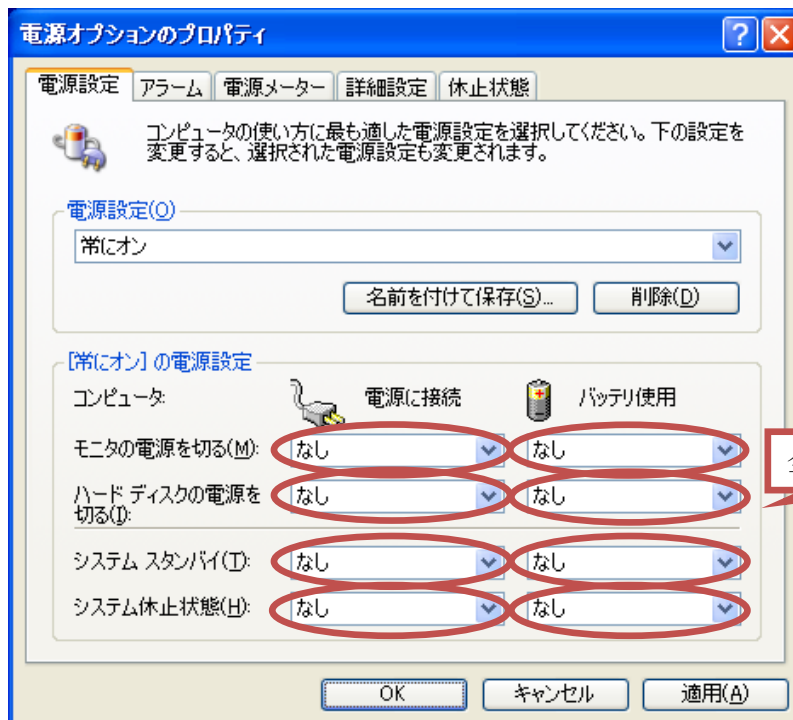 電源オプションのプロパティ
電源設定 アラーム 電源メーター 詳細設定 休止状態
コンピュータの使い方に最も適した電源設定を選択してください。下の設定を
変更すると、選択された電源設定も変更されます。
電源設定(O)
常にオン
名前を付けて保存(S)... 削除(D)
[常にオン] の電源設定
コンピュータ: 電源に接続 バッテリ使用
モニタの電源を切る(M): なし なし
ハード ディスクの電源を なし なし
切る(I):
システム スタンバイ(T): なし なし
システム休止状態(H): なし なし
OK キャンセル 適用(A)